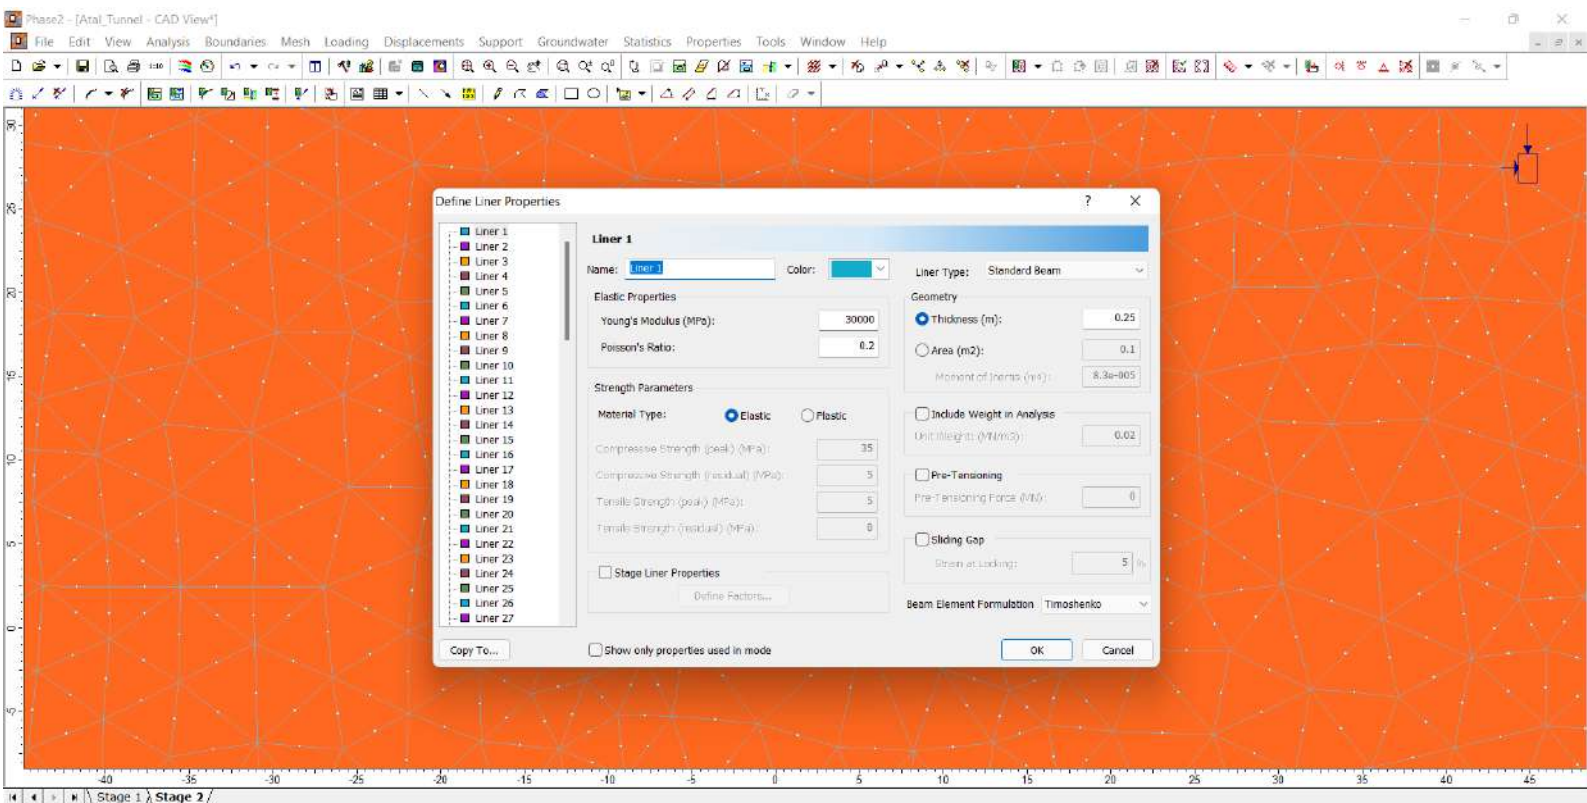 Phase2 - [Atal_Tunnel - CAD View*]
File Edit View Analysis Boundaries Mesh Loading Displacements Support Groundwater Statistics Properties Tools Window Help
Define Liner Properties
Liner 1
Liner 2
Liner 3
Liner 4
Liner 5
Liner 6
Liner 7
Liner 8
Liner 9
Liner 10
Liner 11
Liner 12
Liner 13
Liner 14
Liner 15
Liner 16
Liner 17
Liner 18
Liner 19
Liner 20
Liner 21
Liner 22
Liner 23
Liner 24
Liner 25
Liner 26
Liner 27
Copy To...
Liner 1
Name: Liner 1 Color: Liner Type: Standard Beam
Elastic Properties
Young's Modulus (MPa): 30000
Poisson's Ratio: 0.2
Strength Parameters
Material Type: Elastic Plastic
Compressive Strength (peak) (MPa): 35
Compressive Strength (residual) (MPa): 5
Tensile Strength (peak) (MPa): 5
Tensile Strength (residual) (MPa): 0
Stage Liner Properties
Define Factors...
Geometry
Thickness (m): 0.25
Area (m2): 0.1
Moment of Inertia (m4): 8.3e-005
Include Weight in Analysis
Unit Weight: (MN/m3): 0.02
Pre-Tensioning
Pre-Tensioning Force (MN): 0
Sliding Gap
Strain at Locking: 5
Beam Element Formulation Timoshenko
Show only properties used in mode
OK Cancel
30
25
20
15
10
5
0
-5
-40 -35 -30 -25 -20 -15 -10 -5 0 5 10 15 20 25 30 35 40 45
Stage 1 Stage 2